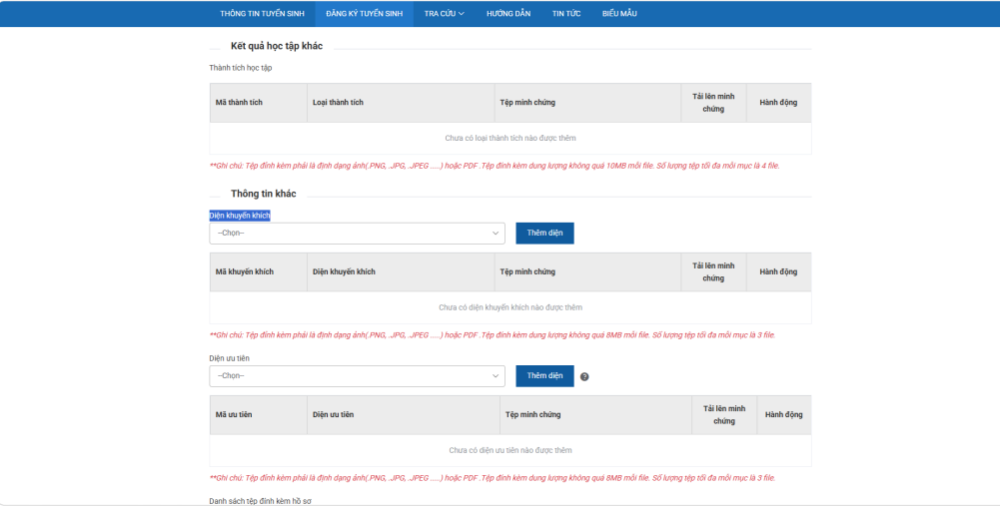 THÔNG TIN TUYỂN SINH ĐĂNG KÝ TUYỂN SINH TRA CỨU HƯỚNG DẪN TIN TỨC BIỂU MẪU
Kết quả học tập khác
Thành tích học tập
Mã thành tích Loại thành tích Tệp minh chứng Tải lên minh chứng Hành động
Chưa có loại thành tích nào được thêm
**Ghi chú: Tệp đính kèm phải là định dạng ảnh(.PNG, .JPG, .JPEG .....) hoặc PDF .Tệp đính kèm dung lượng không quá 10MB mỗi file. Số lượng tệp tối đa mỗi mục là 4 file.
Thông tin khác
Diện khuyến khích
--Chọn-- Thêm diện
Mã khuyến khích Diện khuyến khích Tệp minh chứng Tải lên minh chứng Hành động
Chưa có diện khuyến khích nào được thêm
**Ghi chú: Tệp đính kèm phải là định dạng ảnh(.PNG, .JPG, .JPEG .....) hoặc PDF .Tệp đính kèm dung lượng không quá 8MB mỗi file. Số lượng tệp tối đa mỗi mục là 3 file.
Diện ưu tiên
--Chọn-- Thêm diện ?
Mã ưu tiên Diện ưu tiên Tệp minh chứng Tải lên minh chứng Hành động
Chưa có diện ưu tiên nào được thêm
**Ghi chú: Tệp đính kèm phải là định dạng ảnh(.PNG, .JPG, .JPEG .....) hoặc PDF .Tệp đính kèm dung lượng không quá 8MB mỗi file. Số lượng tệp tối đa mỗi mục là 3 file.
Danh sách tệp đính kèm hồ sơ